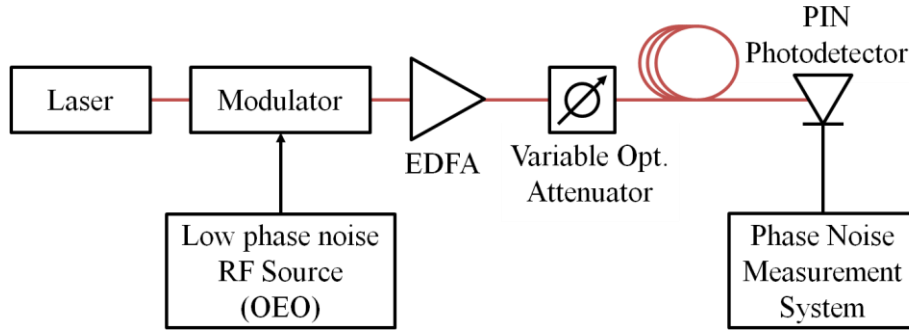 PIN
Photodetector
Laser
Modulator
EDFA
Variable Opt.
Attenuator
Low phase noise
RF Source
(OEO)
Phase Noise
Measurement
System